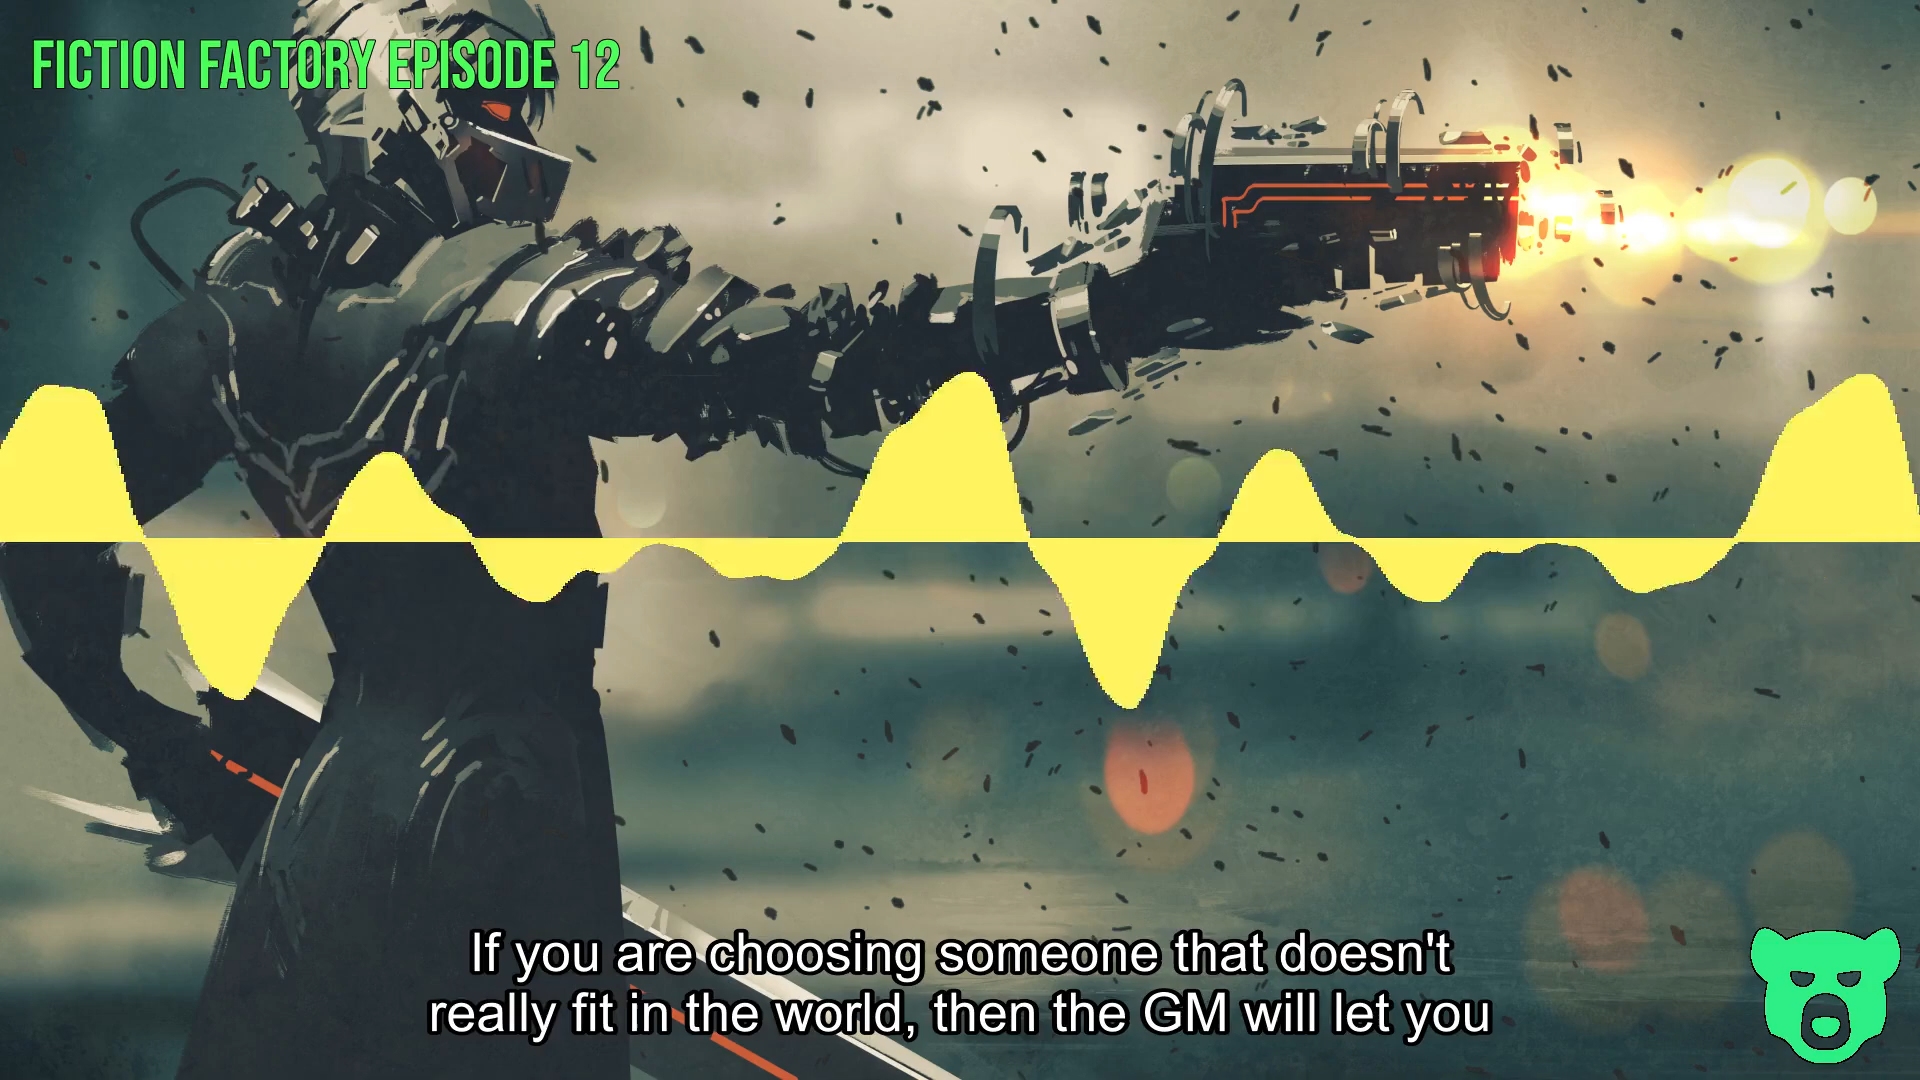 FICTION FACTORY EPISODE 12
If you are choosing someone that doesn't
really fit in the world, then the GM will let you